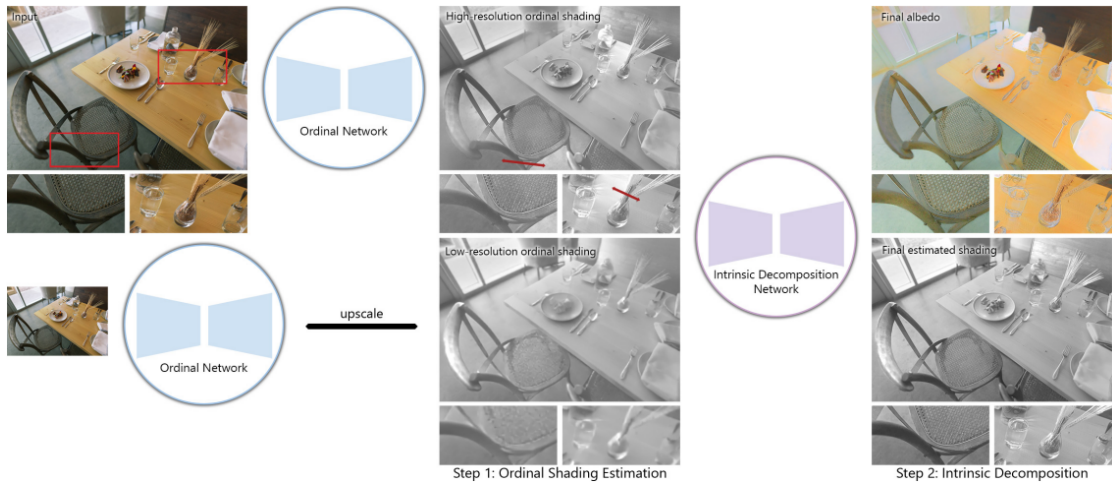 Input
Ordinal Network
High-resolution ordinal shading
Final albedo
Ordinal Network
upscale
Low-resolution ordinal shading
Intrinsic Decomposition
Network
Final estimated shading
Step 1: Ordinal Shading Estimation
Step 2: Intrinsic Decomposition